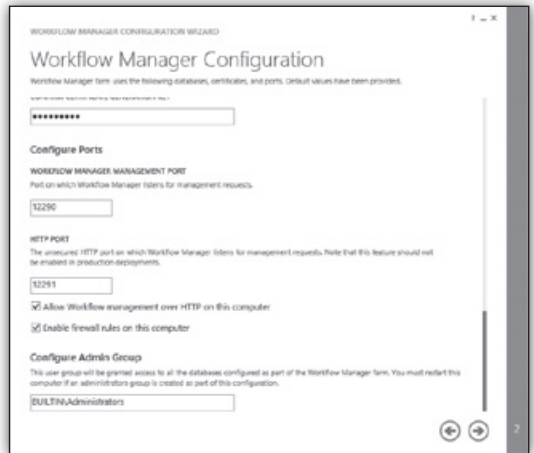 ? – ×
WORKFLOW MANAGER CONFIGURATION WIZARD
Workflow Manager Configuration
Workflow Manager farm uses the following databases, certificates, and ports. Default values have been provided.
CERTIFICATE GENERATION KEY
•••••••••
Configure Ports
WORKFLOW MANAGER MANAGEMENT PORT
Port on which Workflow Manager listens for management requests.
12290
HTTP PORT
The unsecured HTTP port on which Workflow Manager listens for management requests. Note that this feature should not
be enabled in production deployments.
12291
Allow Workflow management over HTTP on this computer
Enable firewall rules on this computer
Configure Admin Group
This user group will be granted access to all the databases configured as part of the Workflow Manager farm. You must restart this
computer if an administrators group is created as part of this configuration.
BUILTIN\Administrators
2